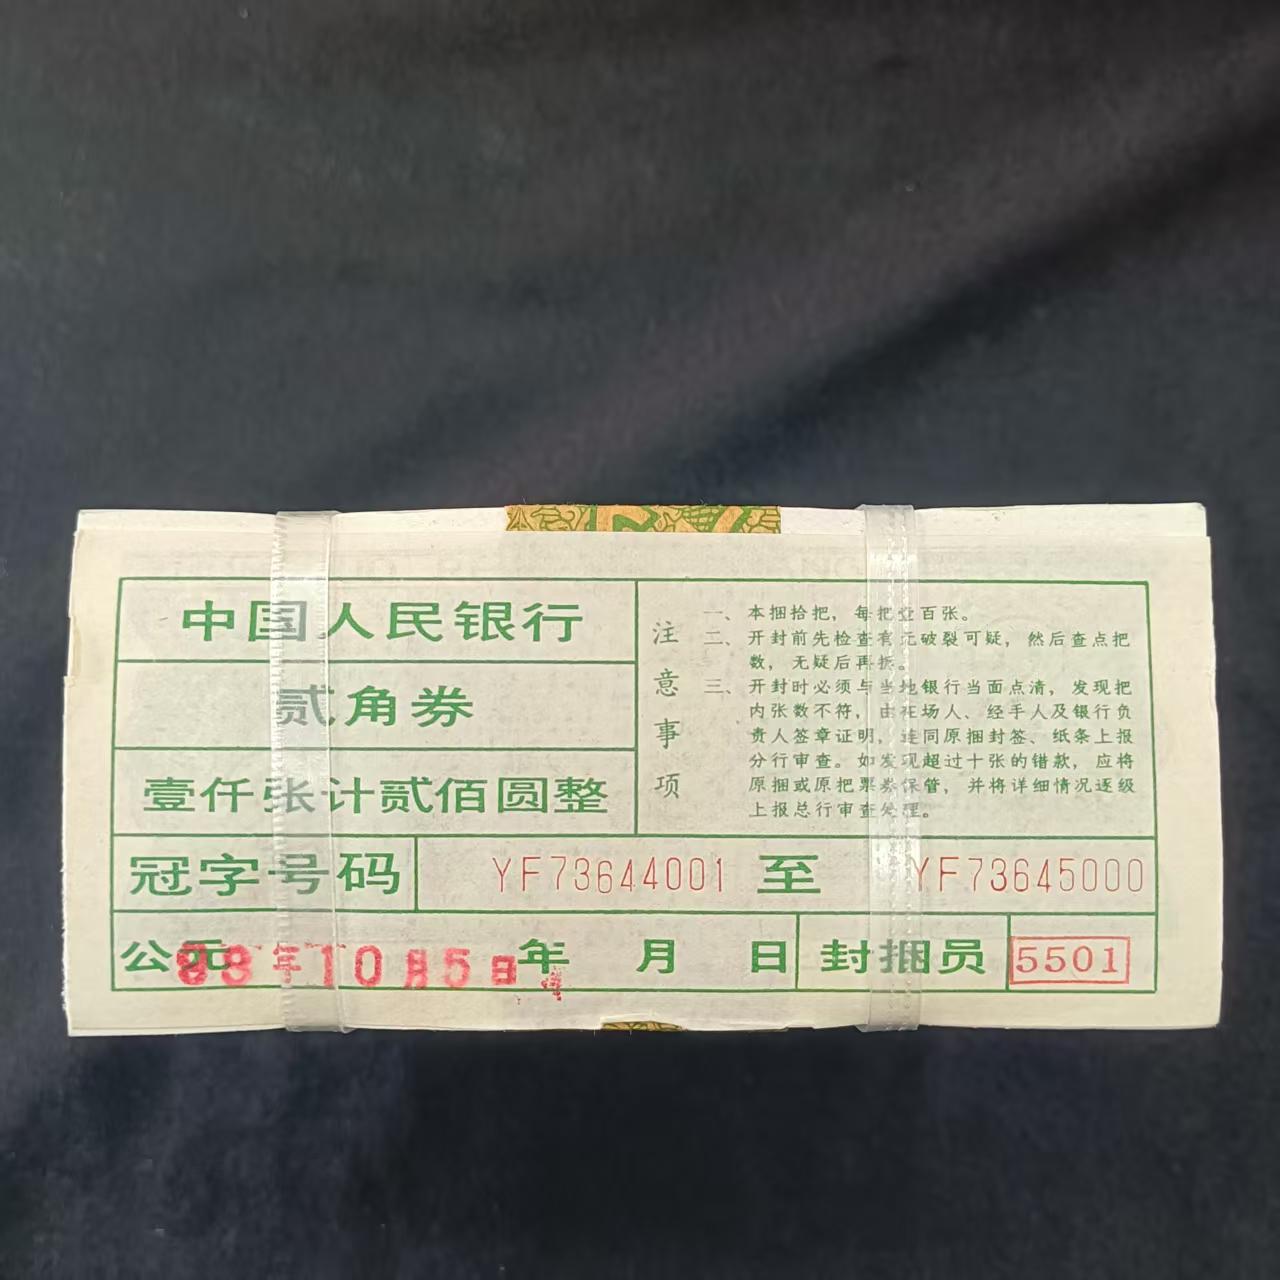 中国人民银行
贰角券
壹仟张计贰佰圆整
注意事项
一、本捆拾把，每把壹百张。
二、开封前先检查有无破裂可疑，然后查点把
数，无疑后再拆。
三、开封时必须与当地银行当面点清，发现把
内张数不符，由在场人、经手人及银行负
责人签章证明，连同原捆封签、纸条上报
分行审查。如发现超过十张的错款，应将
原捆或原把票券保管，并将详细情况逐级
上报总行审查处理。
冠字号码 YF73644001 至 YF73645000
公元 年 月 日 封捆员 5501
年10月5日